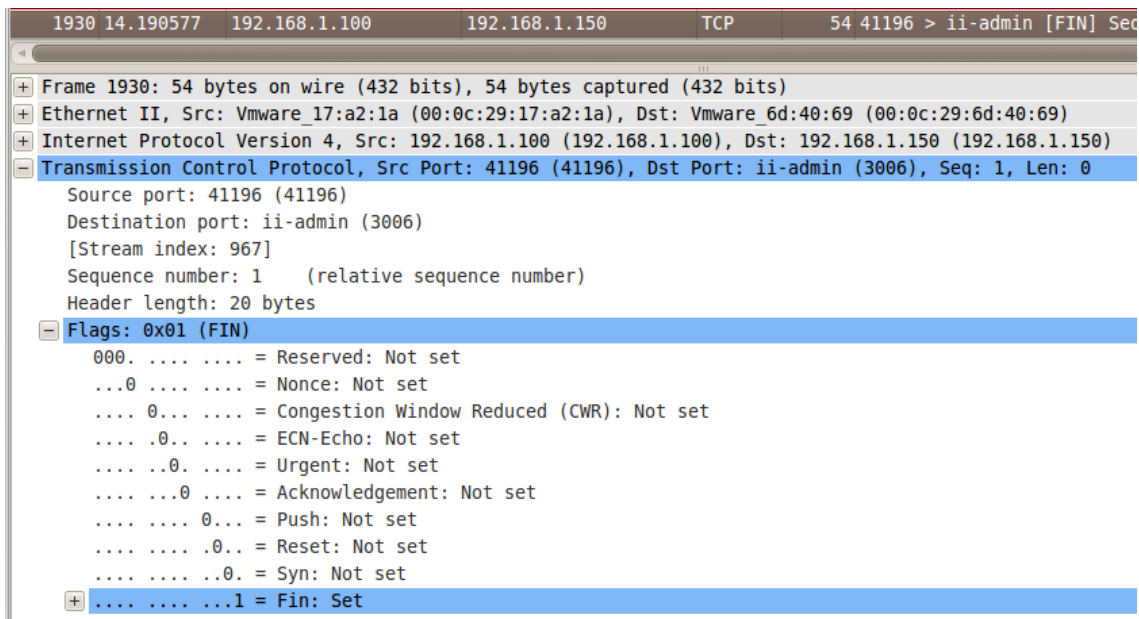 1930 14.190577 192.168.1.100 192.168.1.150 TCP 54 41196 > ii-admin [FIN] Sec
Frame 1930: 54 bytes on wire (432 bits), 54 bytes captured (432 bits)
Ethernet II, Src: Vmware_17:a2:1a (00:0c:29:17:a2:1a), Dst: Vmware_6d:40:69 (00:0c:29:6d:40:69)
Internet Protocol Version 4, Src: 192.168.1.100 (192.168.1.100), Dst: 192.168.1.150 (192.168.1.150)
Transmission Control Protocol, Src Port: 41196 (41196), Dst Port: ii-admin (3006), Seq: 1, Len: 0
Source port: 41196 (41196)
Destination port: ii-admin (3006)
[Stream index: 967]
Sequence number: 1    (relative sequence number)
Header length: 20 bytes
Flags: 0x01 (FIN)
000. .... .... = Reserved: Not set
...0 .... .... = Nonce: Not set
.... 0... .... = Congestion Window Reduced (CWR): Not set
.... .0.. .... = ECN-Echo: Not set
.... ..0. .... = Urgent: Not set
.... ...0 .... = Acknowledgement: Not set
.... .... 0... = Push: Not set
.... .... .0.. = Reset: Not set
.... .... ..0. = Syn: Not set
.... .... ...1 = Fin: Set